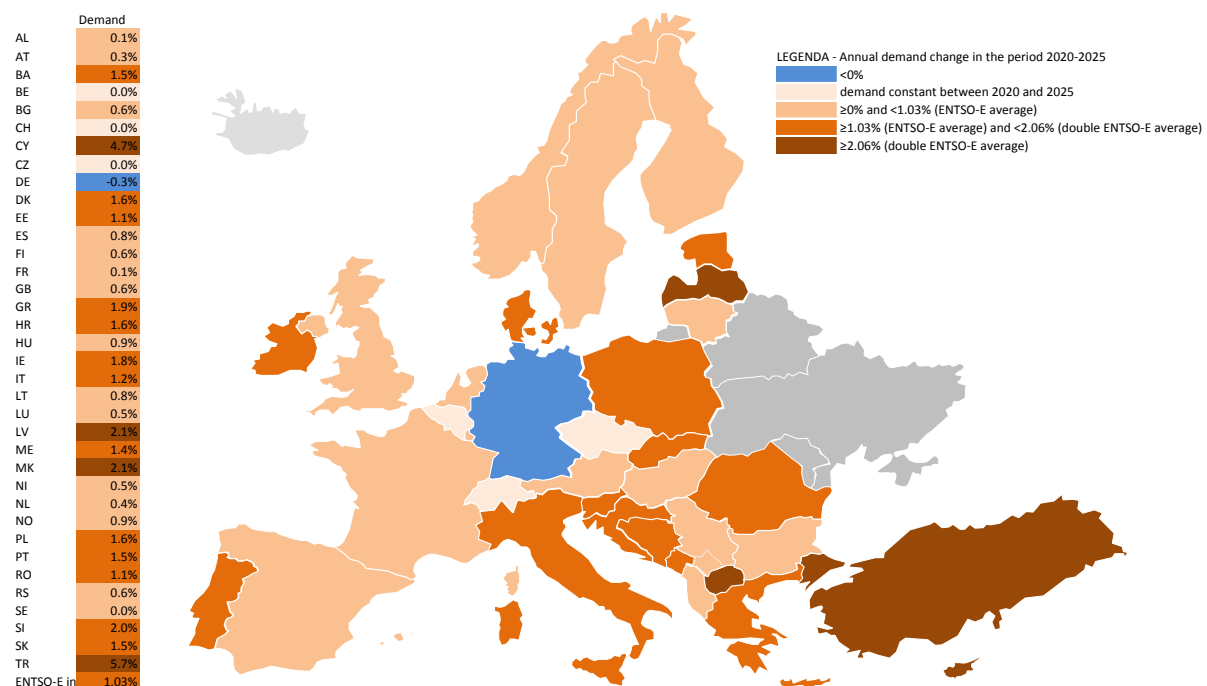 Demand
AL 0.1%
AT 0.3%
BA 1.5%
BE 0.0%
BG 0.6%
CH 0.0%
CY 4.7%
CZ 0.0%
DE -0.3%
DK 1.6%
EE 1.1%
ES 0.8%
FI 0.6%
FR 0.1%
GB 0.6%
GR 1.9%
HR 1.6%
HU 0.9%
IE 1.8%
IT 1.2%
LT 0.8%
LU 0.5%
LV 2.1%
ME 1.4%
MK 2.1%
NI 0.5%
NL 0.4%
NO 0.9%
PL 1.6%
PT 1.5%
RO 1.1%
RS 0.6%
SE 0.0%
SI 2.0%
SK 1.5%
TR 5.7%
ENTSO-E in 1.03%
LEGENDA - Annual demand change in the period 2020-2025
<0%
demand constant between 2020 and 2025
≥0% and <1.03% (ENTSO-E average)
≥1.03% (ENTSO-E average) and <2.06% (double ENTSO-E average)
≥2.06% (double ENTSO-E average)